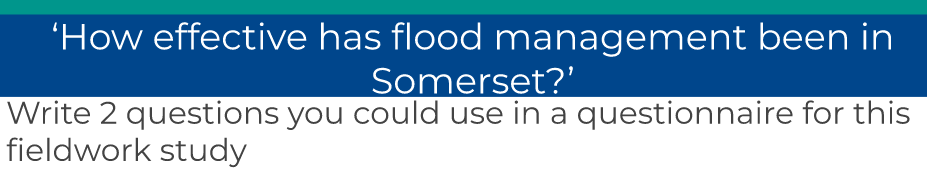 ‘How effective has flood management been in
Somerset?’
Write 2 questions you could use in a questionnaire for this
fieldwork study